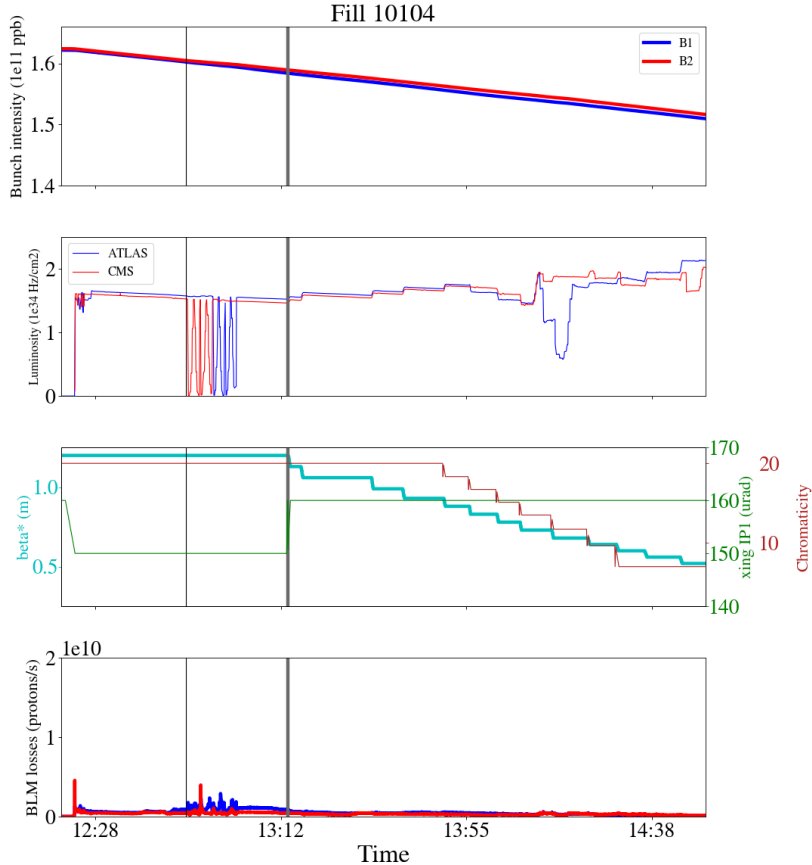 Fill 10104
Bunch intensity (1e11 ppb)
1.6
1.5
1.4
B1
B2
Luminosity (1e34 Hz/cm2)
2
1
0
ATLAS
CMS
beta* (m)
1.0
0.5
170
160
150
140
xing IP1 (urad)
20
10
Chromaticity
1e10
BLM losses (protons/s)
2
1
0
12:28
13:12
13:55
14:38
Time